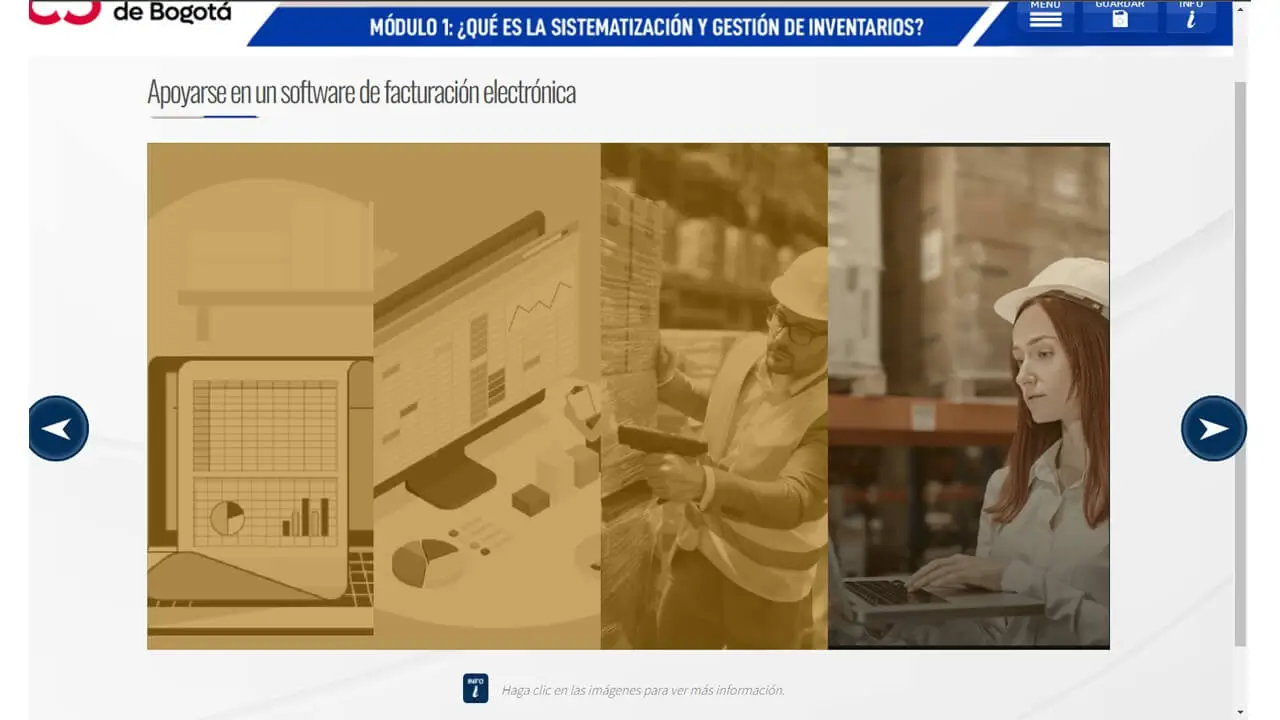 de Bogotá
MÓDULO 1: ¿QUÉ ES LA SISTEMATIZACIÓN Y GESTIÓN DE INVENTARIOS?
MENÚ
GUARDAR
INFO
Apoyarse en un software de facturación electrónica
INFO
Haga clic en las imágenes para ver más información.